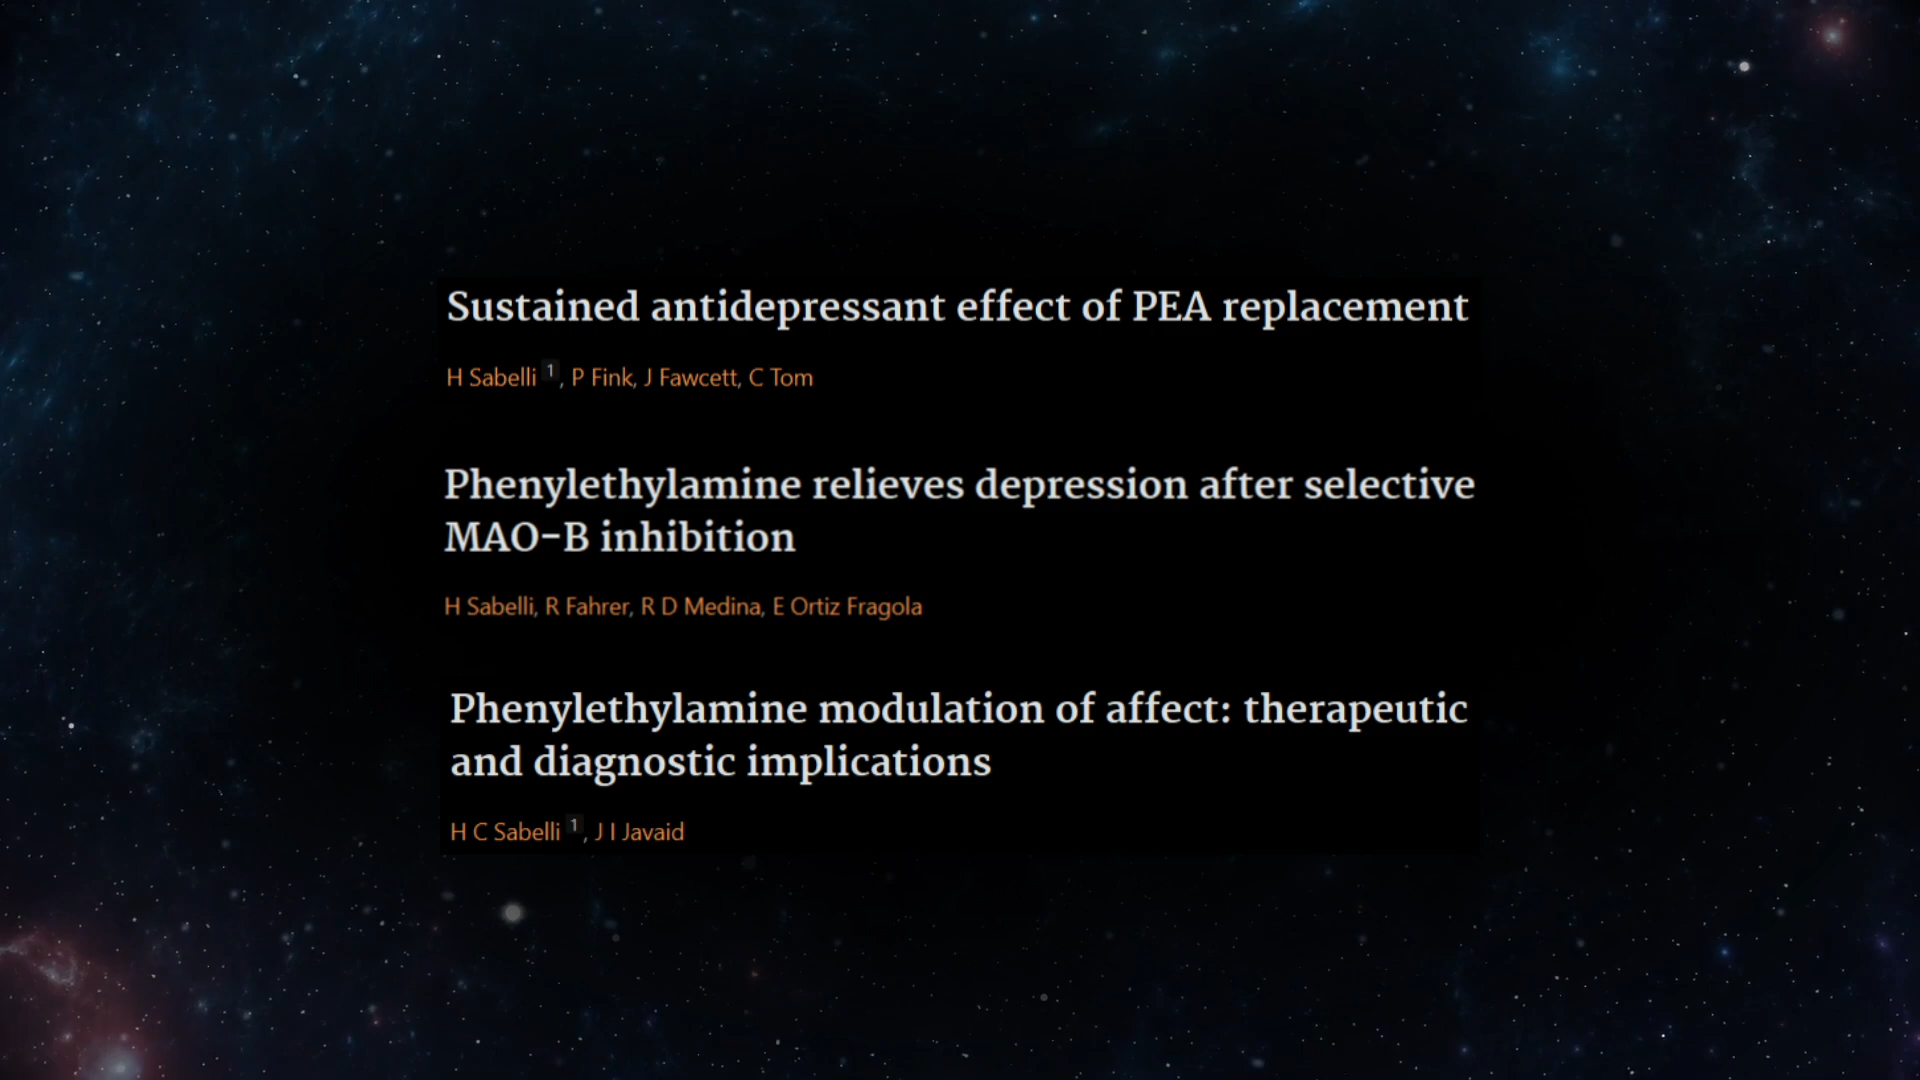 Sustained antidepressant effect of PEA replacement
H Sabelli 1, P Fink, J Fawcett, C Tom
Phenylethylamine relieves depression after selective
MAO-B inhibition
H Sabelli, R Fahrer, R D Medina, E Ortiz Fragola
Phenylethylamine modulation of affect: therapeutic
and diagnostic implications
H C Sabelli 1, J I Javaid